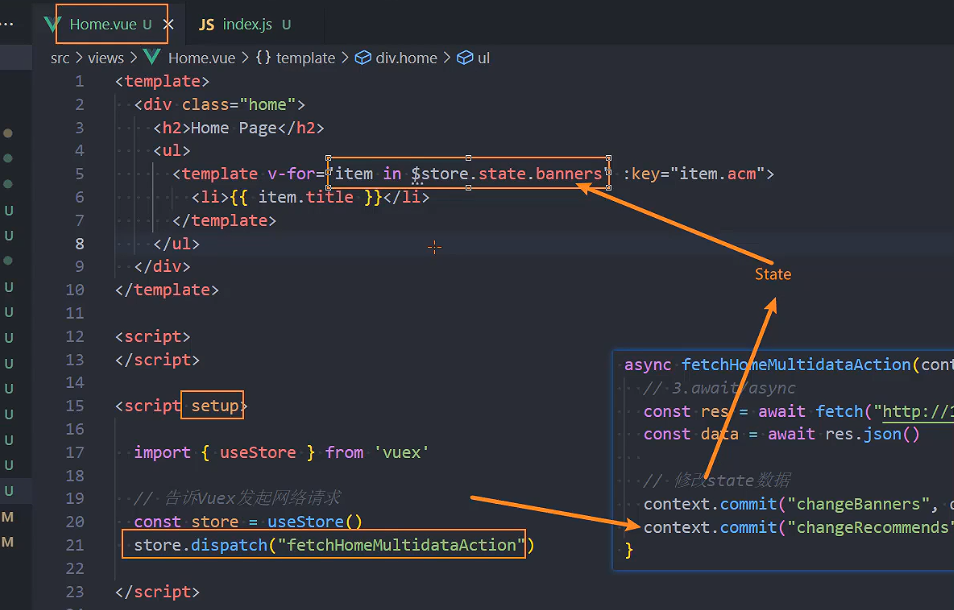 Home.vue U × JS index.js U
src > views > Home.vue > {} template > div.home > ul
1 <template>
2 <div class="home">
3 <h2>Home Page</h2>
4 <ul>
5 <template v-for="item in $store.state.banners" :key="item.acm">
6 <li>{{ item.title }}</li>
7 </template>
8 </ul>
9 </div>
State
10 </template>
11
12 <script>
13 </script>
14
15 <script setup>
16
17 import { useStore } from 'vuex'
18
19 // 告诉Vuex发起网络请求
20 const store = useStore()
21 store.dispatch("fetchHomeMultidataAction")
22
23 </script>
async fetchHomeMultidataAction(cont
// 3.await/async
const res = await fetch("http://1
const data = await res.json()
// 修改state数据
context.commit("changeBanners",
context.commit("changeRecommends"
}
U
U
U
U
U
U
U
U
U
U
U
U
M
M